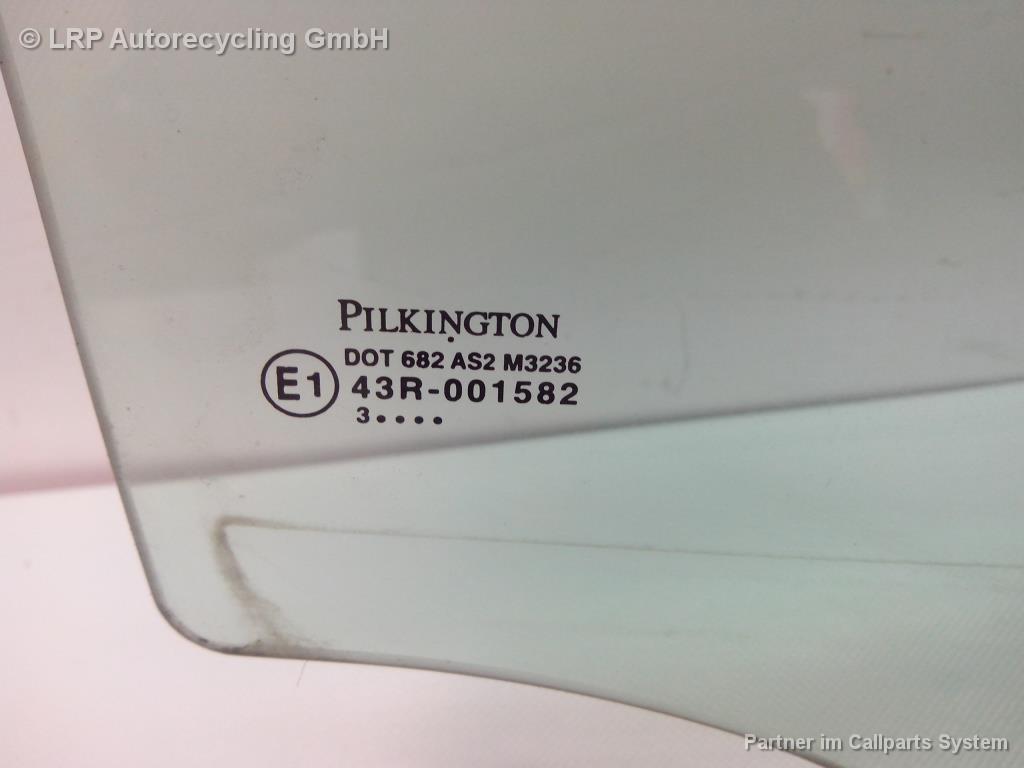 © LRP Autorecycling GmbH
PILKINGTON
DOT 682 AS2 M3236
E1 43R-001582
3••••
Partner im Callparts System